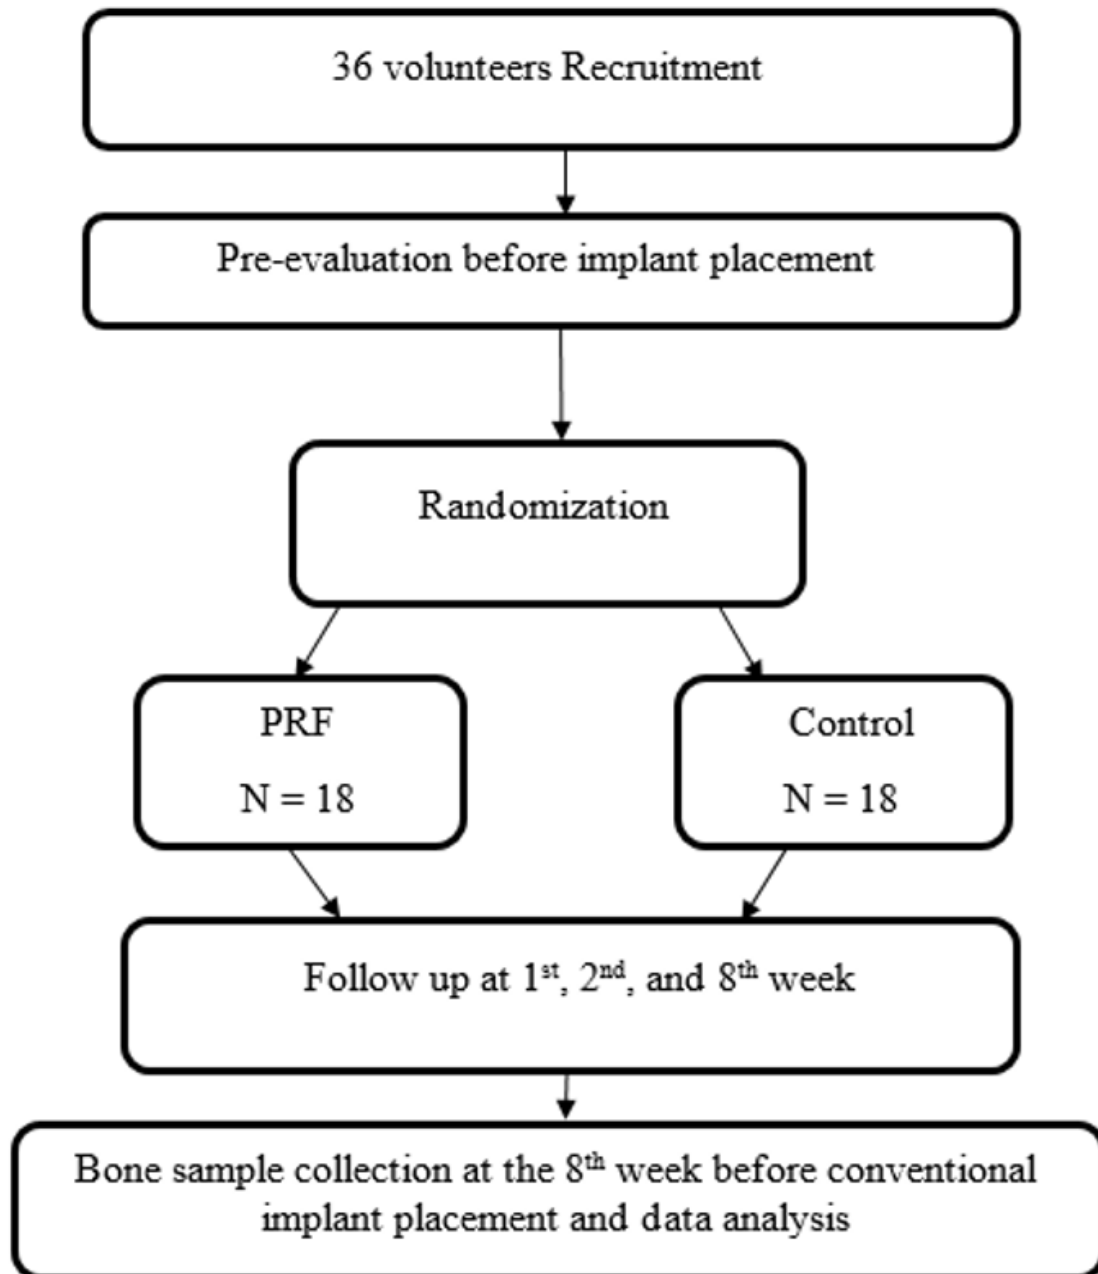 36 volunteers Recruitment
Pre-evaluation before implant placement
Randomization
PRF
N = 18
Control
N = 18
Follow up at 1st, 2nd, and 8th week
Bone sample collection at the 8th week before conventional
implant placement and data analysis